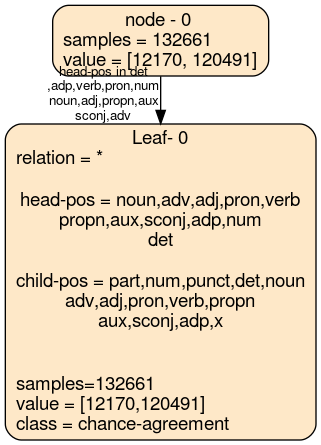 node - 0
samples = 132661
value = [12170, 120491]
head-pos in det
,adp,verb,pron,num
noun,adj,propn,aux
sconj,adv
Leaf- 0
relation = *
head-pos = noun,adv,adj,pron,verb
propn,aux,sconj,adp,num
det
child-pos = part,num,punct,det,noun
adv,adj,pron,verb,propn
aux,sconj,adp,x
samples=132661
value = [12170,120491]
class = chance-agreement